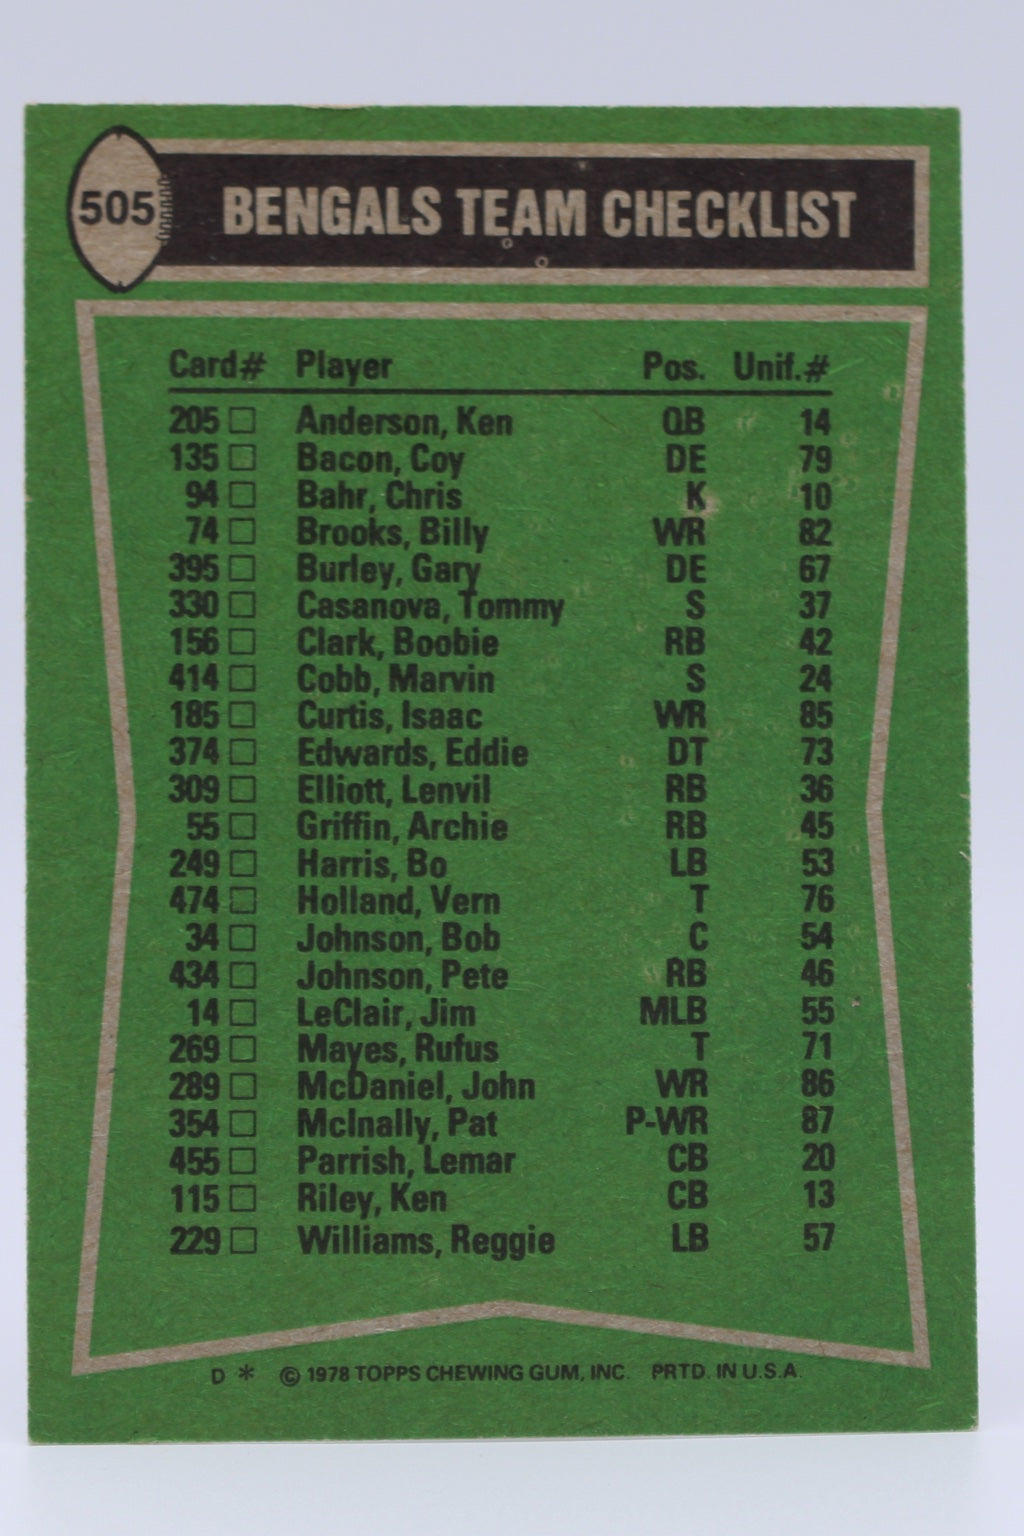 505 BENGALS TEAM CHECKLIST
Card# Player Pos. Unif.#
205 □ Anderson, Ken QB 14
135 □ Bacon, Coy DE 79
94 □ Bahr, Chris K 10
74 □ Brooks, Billy WR 82
395 □ Burley, Gary DE 67
330 □ Casanova, Tommy S 37
156 □ Clark, Boobie RB 42
414 □ Cobb, Marvin S 24
185 □ Curtis, Isaac WR 85
374 □ Edwards, Eddie DT 73
309 □ Elliott, Lenvil RB 36
55 □ Griffin, Archie RB 45
249 □ Harris, Bo LB 53
474 □ Holland, Vern T 76
34 □ Johnson, Bob C 54
434 □ Johnson, Pete RB 46
14 □ LeClair, Jim MLB 55
269 □ Mayes, Rufus T 71
289 □ McDaniel, John WR 86
354 □ McInally, Pat P-WR 87
455 □ Parrish, Lemar CB 20
115 □ Riley, Ken CB 13
229 □ Williams, Reggie LB 57
D * © 1978 TOPPS CHEWING GUM, INC. PRTD. IN U.S.A.